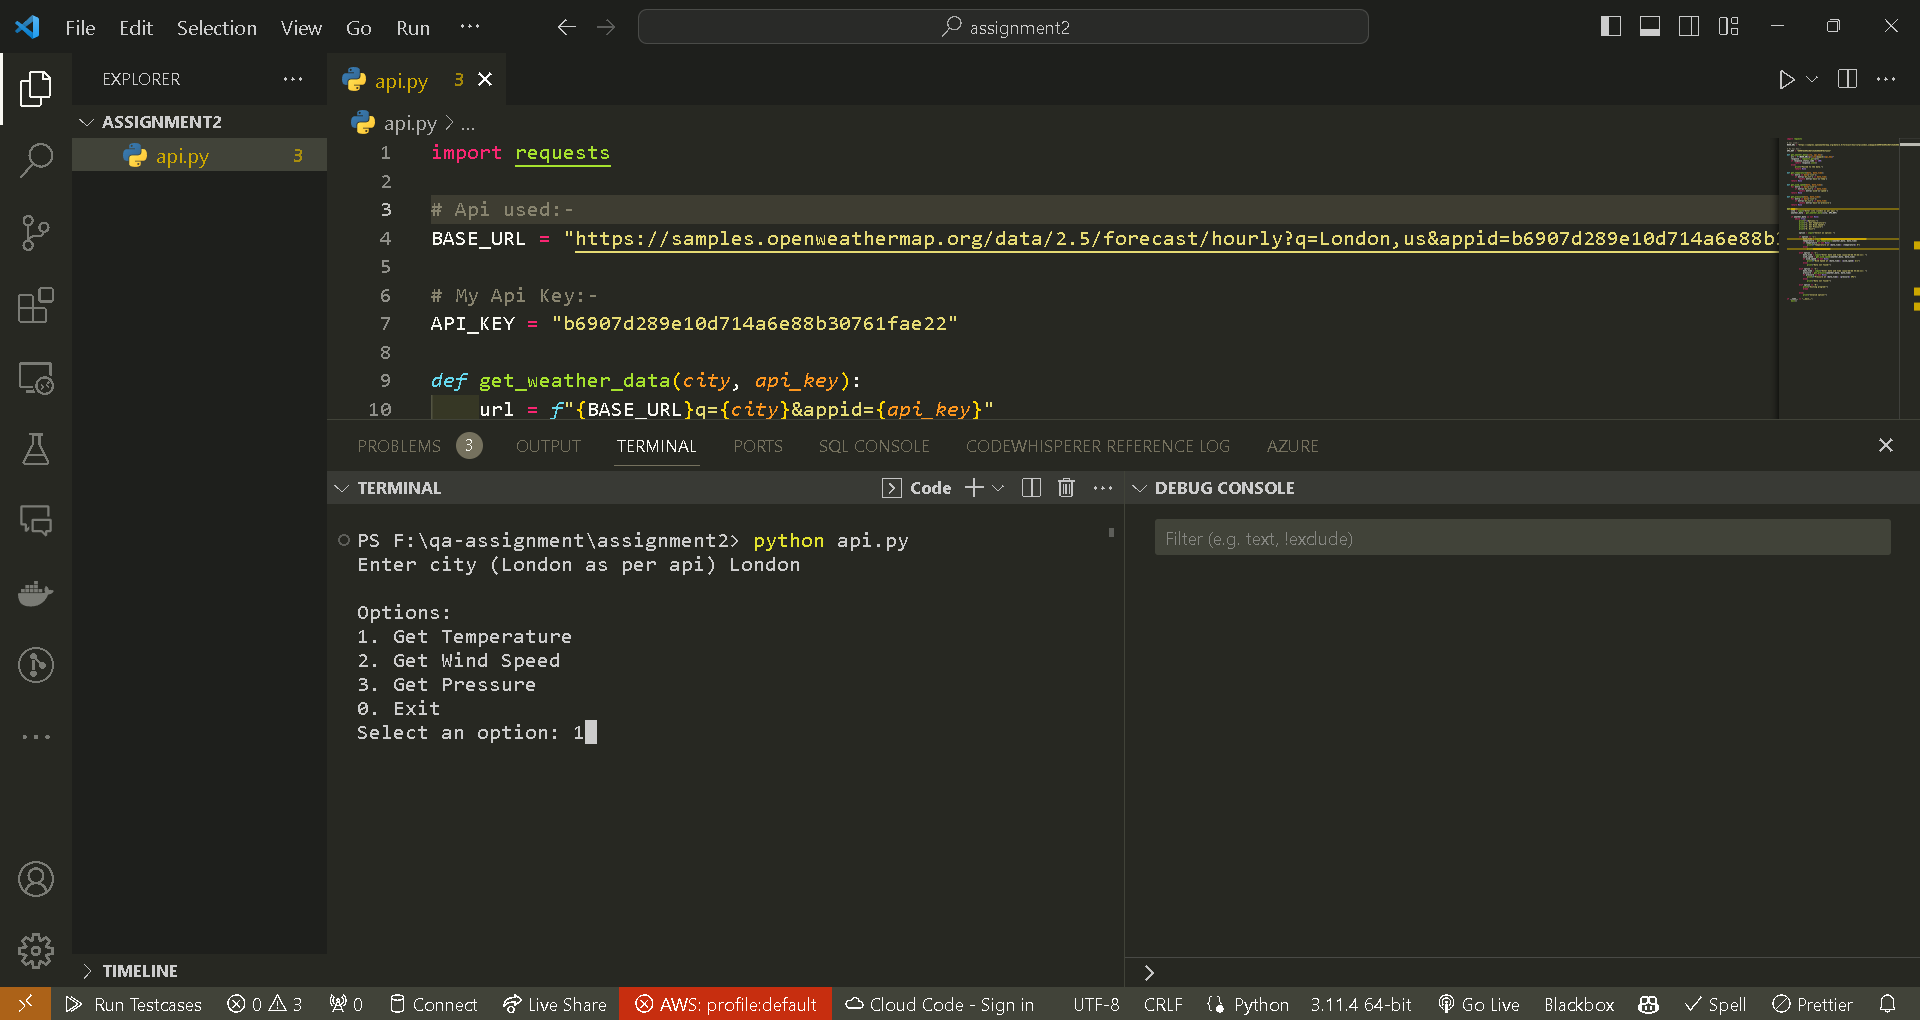 File Edit Selection View Go Run ···
assignment2
EXPLORER
ASSIGNMENT2
api.py 3
api.py 3
api.py > ...
1 import requests
2
3 # Api used:-
4 BASE_URL = "https://samples.openweathermap.org/data/2.5/forecast/hourly?q=London,us&appid=b6907d289e10d714a6e88b
5
6 # My Api Key:-
7 API_KEY = "b6907d289e10d714a6e88b30761fae22"
8
9 def get_weather_data(city, api_key):
10 url = f"{BASE_URL}q={city}&appid={api_key}"
PROBLEMS 3 OUTPUT TERMINAL PORTS SQL CONSOLE CODEWHISPERER REFERENCE LOG AZURE
TERMINAL
Code
DEBUG CONSOLE
Filter (e.g. text, !exclude)
PS F:\qa-assignment\assignment2> python api.py
Enter city (London as per api) London
Options:
1. Get Temperature
2. Get Wind Speed
3. Get Pressure
0. Exit
Select an option: 1
TIMELINE
Run Testcases 0 3 0 Connect Live Share AWS: profile:default Cloud Code - Sign in UTF-8 CRLF Python 3.11.4 64-bit Go Live Blackbox Spell Prettier